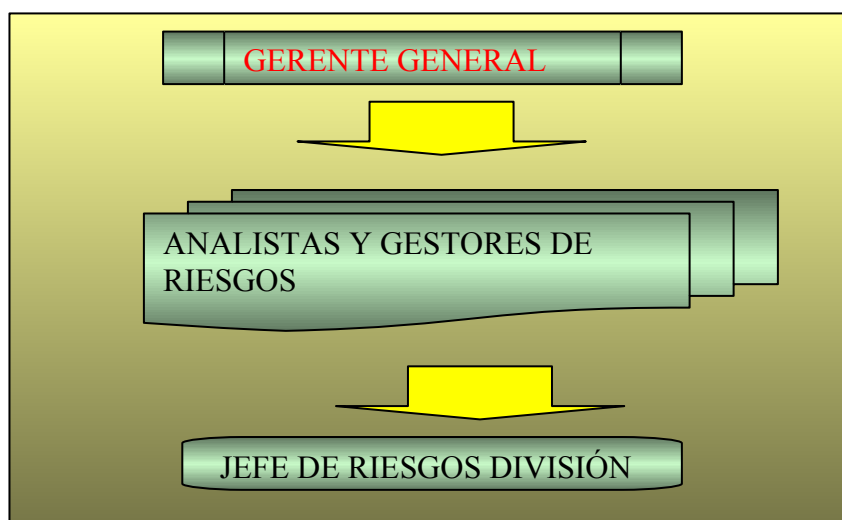 GERENTE GENERAL
ANALISTAS Y GESTORES DE
RIESGOS
JEFE DE RIESGOS DIVISIÓN